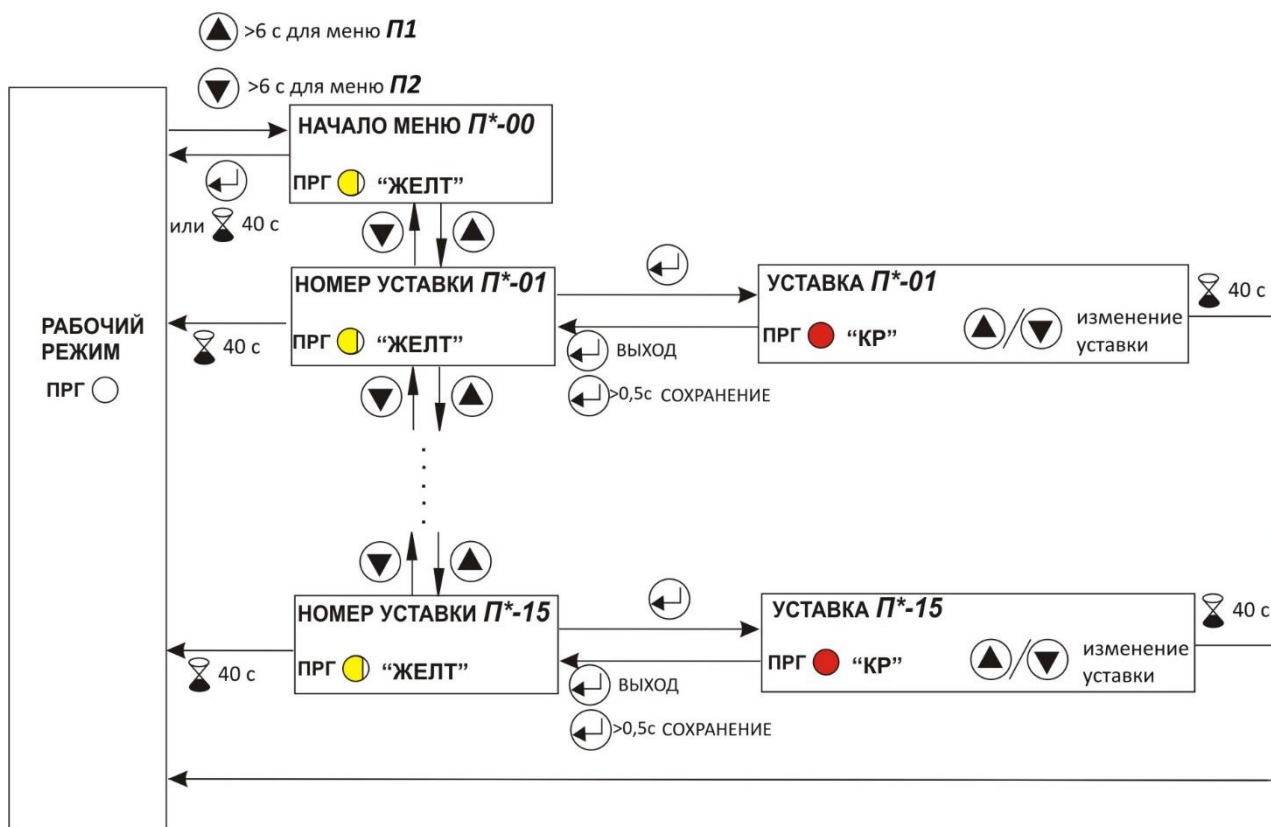 >6 с для меню П1
>6 с для меню П2
НАЧАЛО МЕНЮ П*-00
ПРГ “ЖЕЛТ”
или 40 с
НОМЕР УСТАВКИ П*-01
ПРГ “ЖЕЛТ”
УСТАВКА П*-01
ПРГ “КР”
изменение
уставки
40 с
РАБОЧИЙ
РЕЖИМ
ПРГ
40 с
ВЫХОД
>0,5с СОХРАНЕНИЕ
НОМЕР УСТАВКИ П*-15
ПРГ “ЖЕЛТ”
УСТАВКА П*-15
ПРГ “КР”
изменение
уставки
40 с
40 с
ВЫХОД
>0,5с СОХРАНЕНИЕ